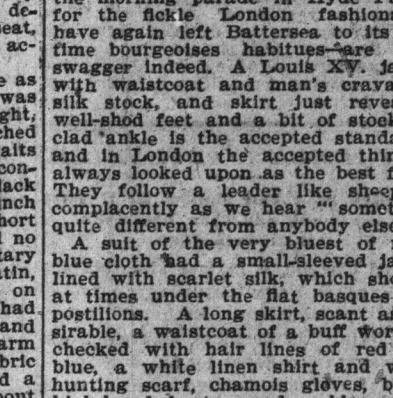 de-
eat,
ac-
e as
was
ght,
ched
aits
con-
lack
inch
hort
l no
tary
atin,
on
had
and
arm
bric
d a
the morning parade in Hyde P
for the fickle London fashion
have again left Battersea to its
time bourgeoises habitues—are
swagger indeed. A Louis XV. ja
with waistcoat and man's crava
silk stock, and skirt just reve
well-shod feet and a bit of stock
clad ankle is the accepted standa
and in London the accepted thin
always looked upon as the best f
They follow a leader like sheep
complacently as we hear "' somet
quite different from anybody else
A suit of the very bluest of
blue cloth had a small-sleeved ja
lined with scarlet silk, which sho
at times under the flat basques
postilions. A long skirt, scant a
sirable, a waistcoat of a buff wor
checked with hair lines of red
blue, a white linen shirt and w
hunting scarf, chamois gloves, b